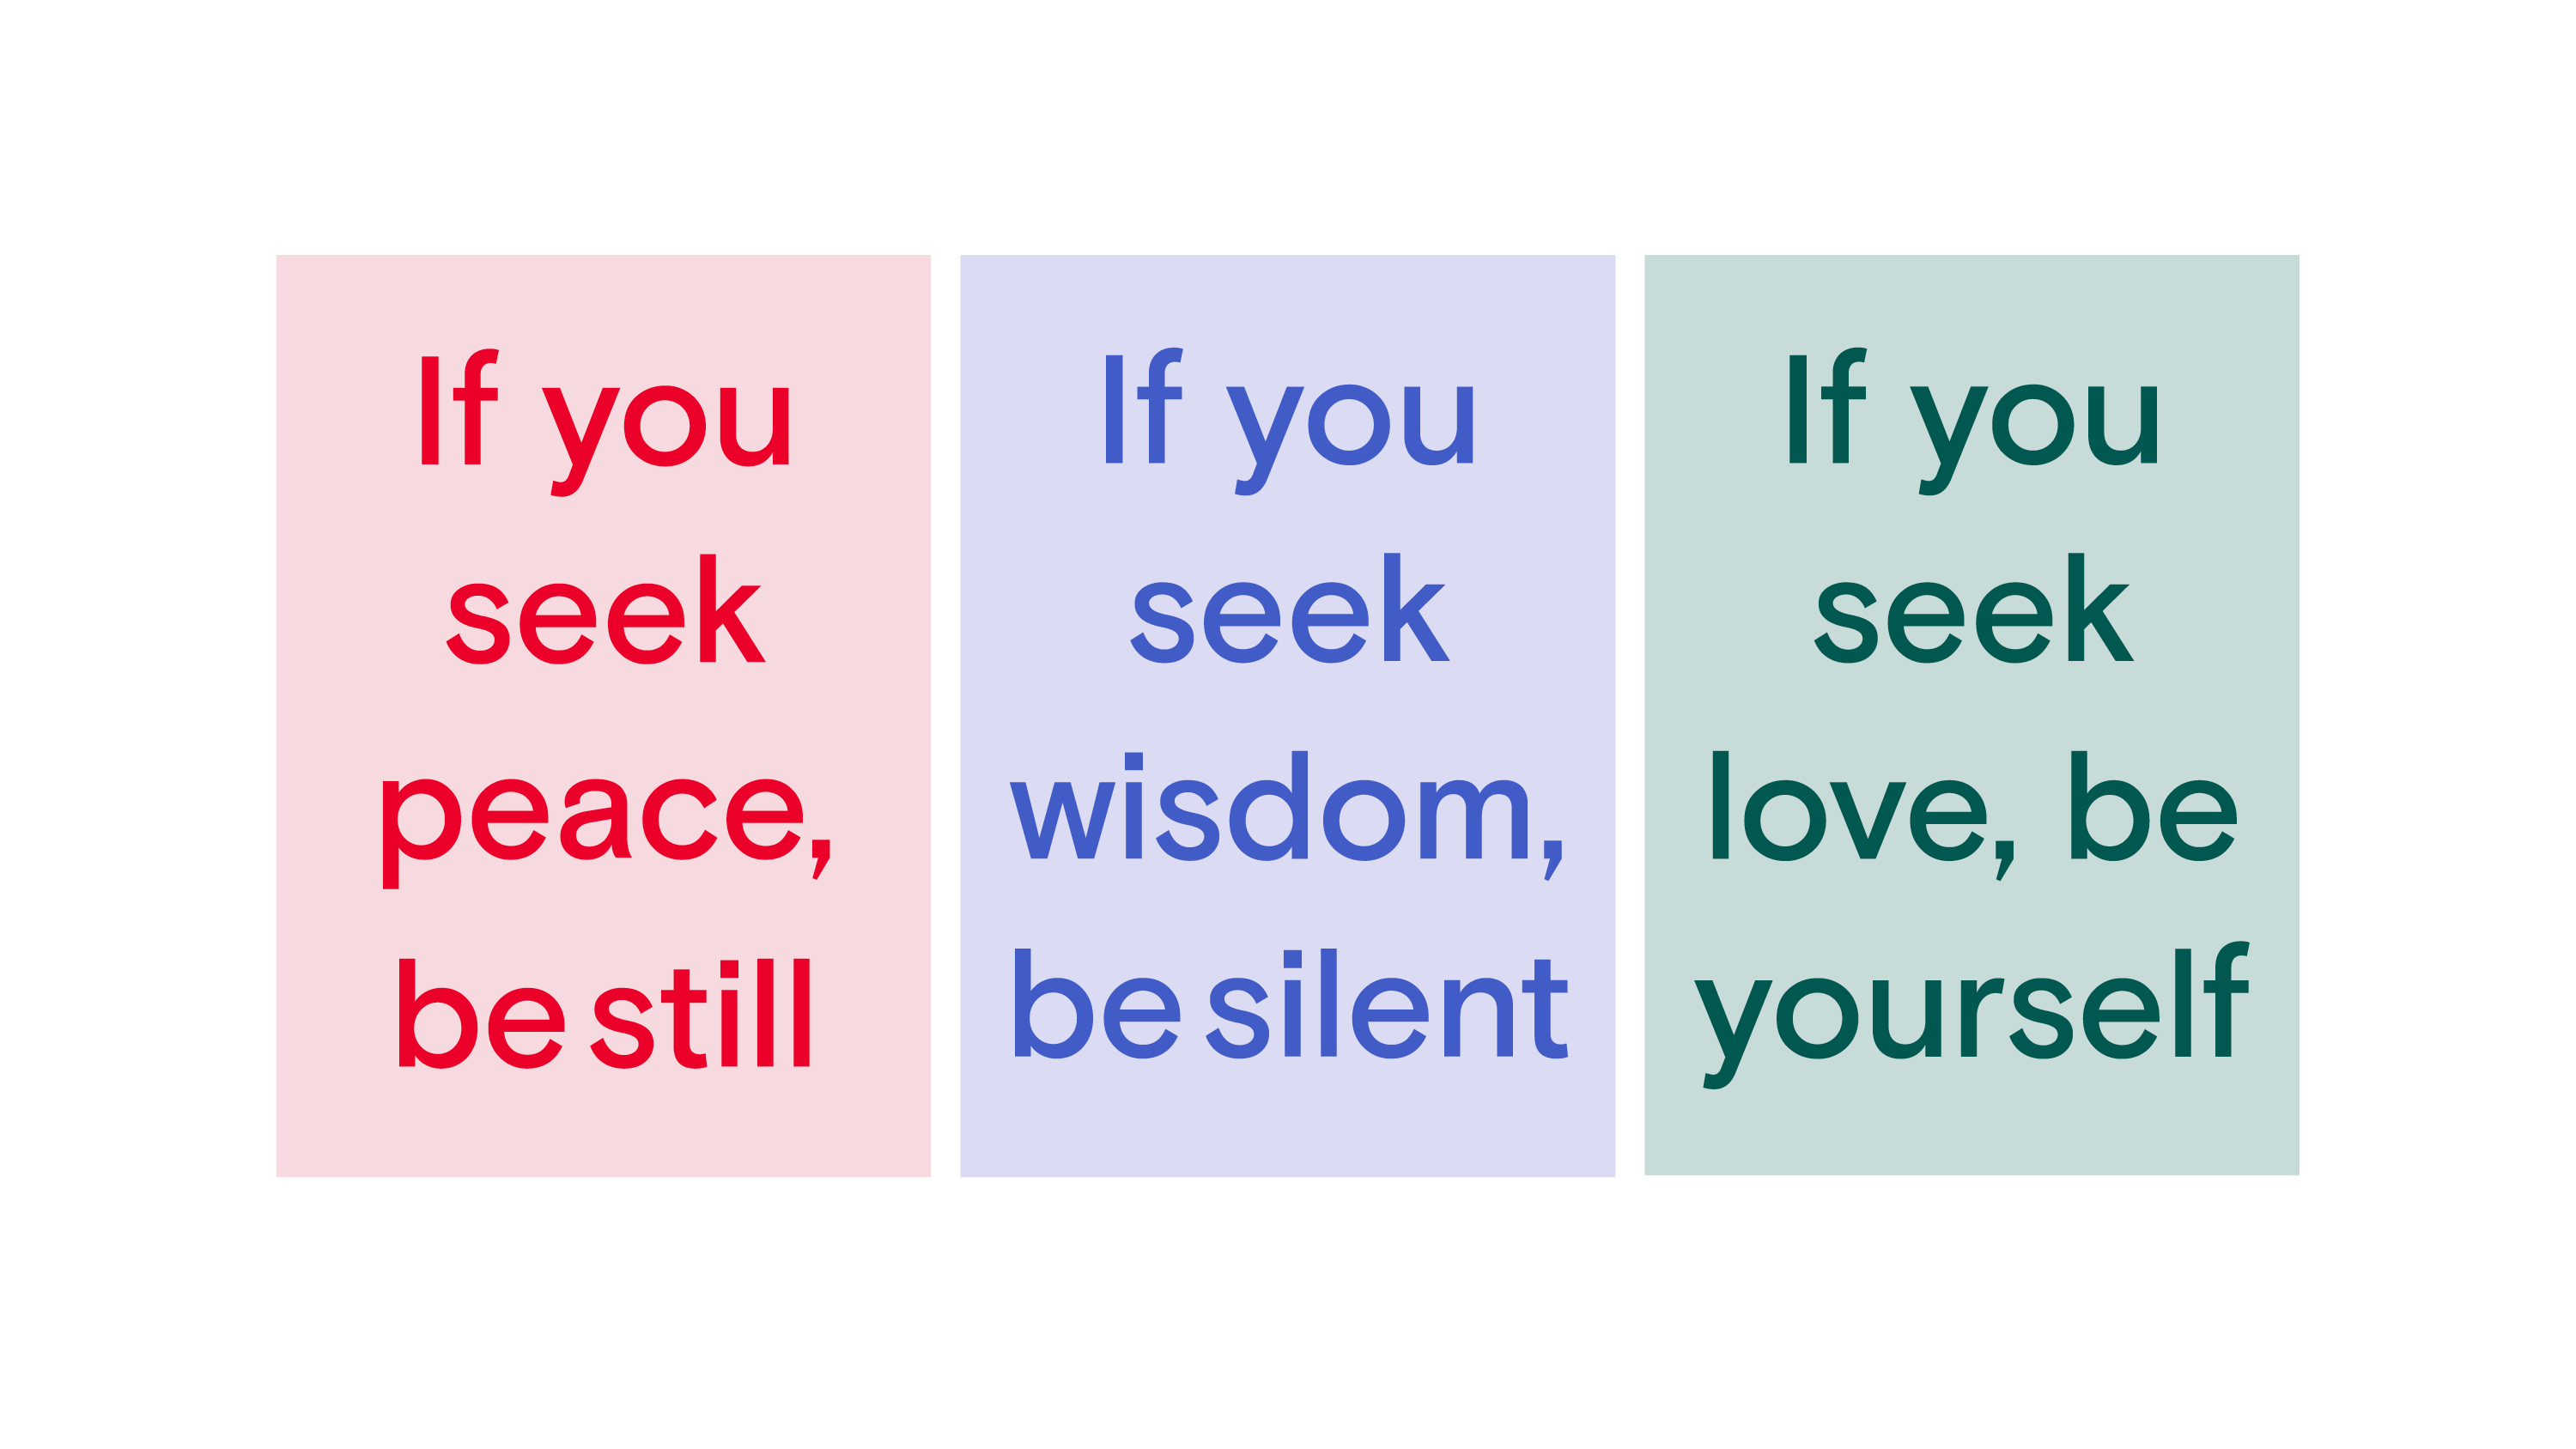 If you
seek
peace,
be still
If you
seek
wisdom,
be silent
If you
seek
love, be
yourself